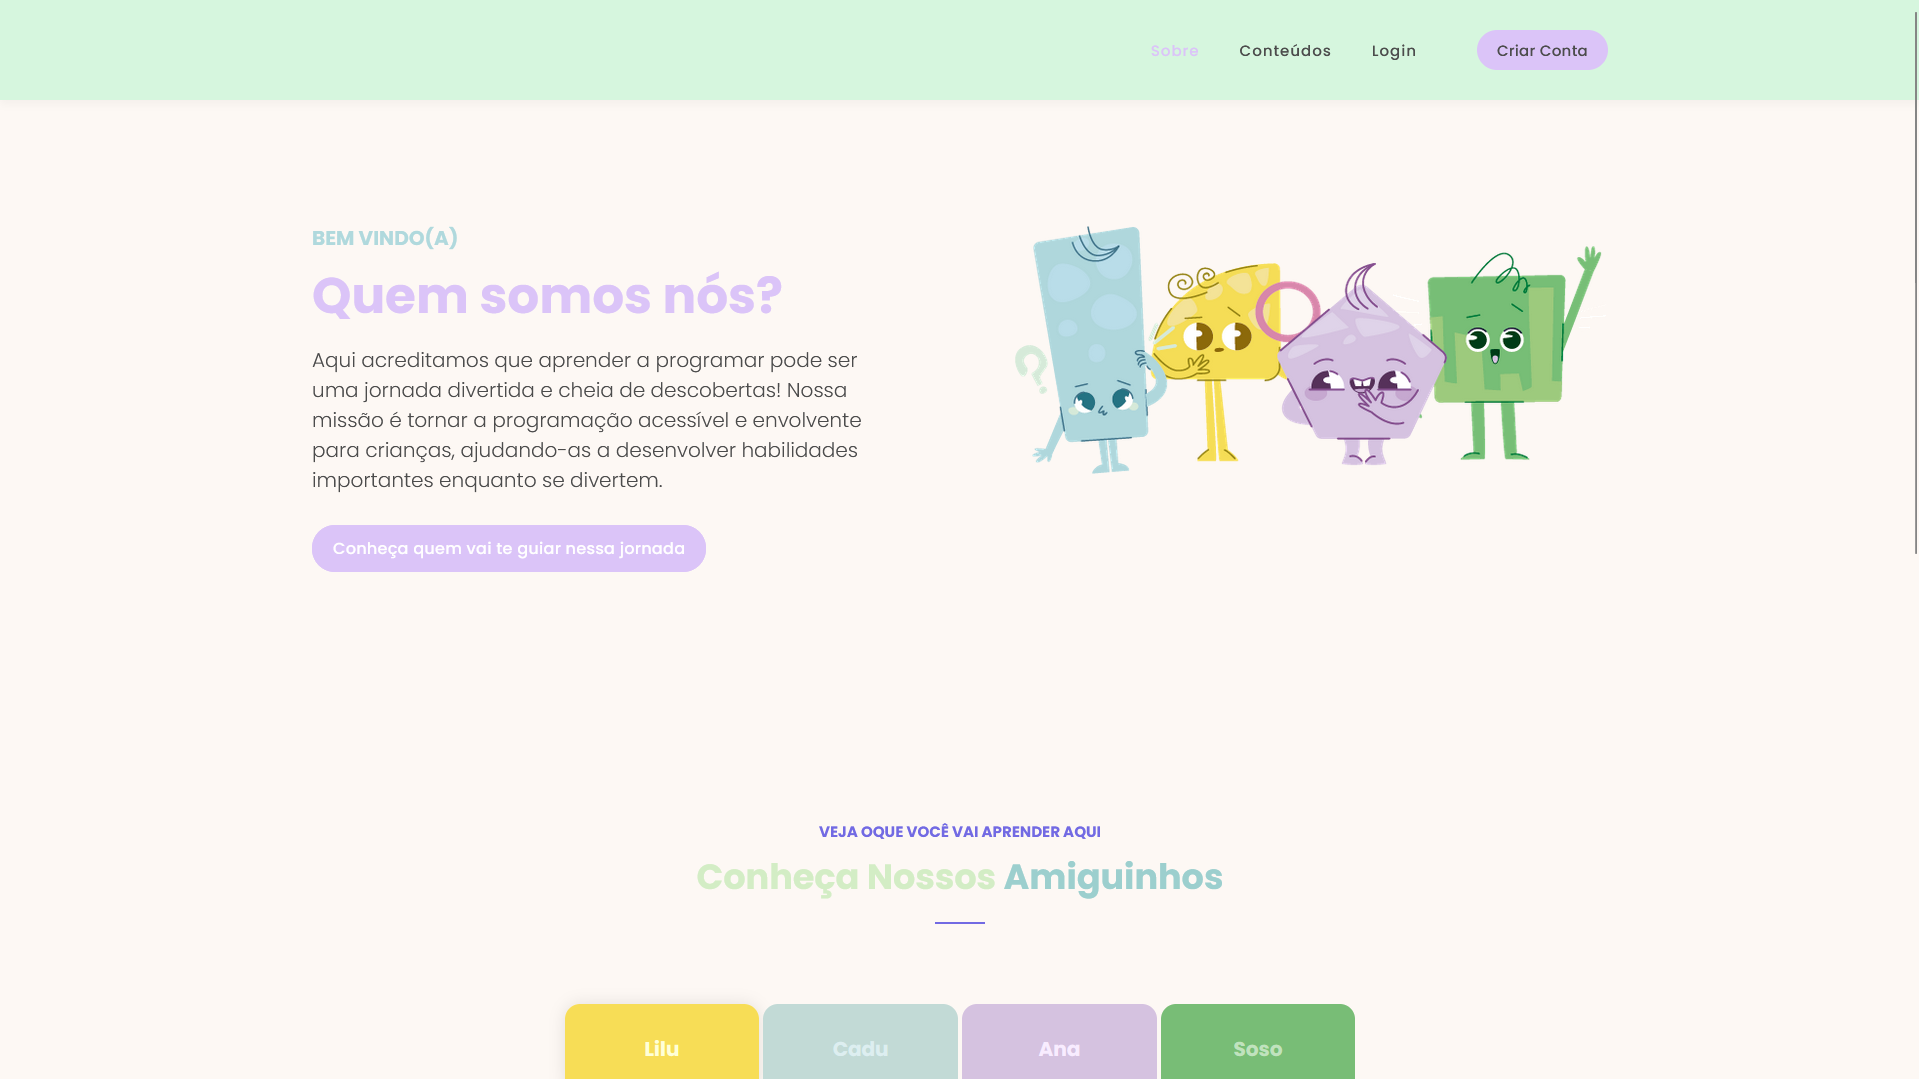 Sobre Conteúdos Login Criar Conta
BEM VINDO(A)
Quem somos nós?
Aqui acreditamos que aprender a programar pode ser
uma jornada divertida e cheia de descobertas! Nossa
missão é tornar a programação acessível e envolvente
para crianças, ajudando-as a desenvolver habilidades
importantes enquanto se divertem.
Conheça quem vai te guiar nessa jornada
VEJA OQUE VOCÊ VAI APRENDER AQUI
Conheça Nossos Amiguinhos
Lilu Cadu Ana Soso